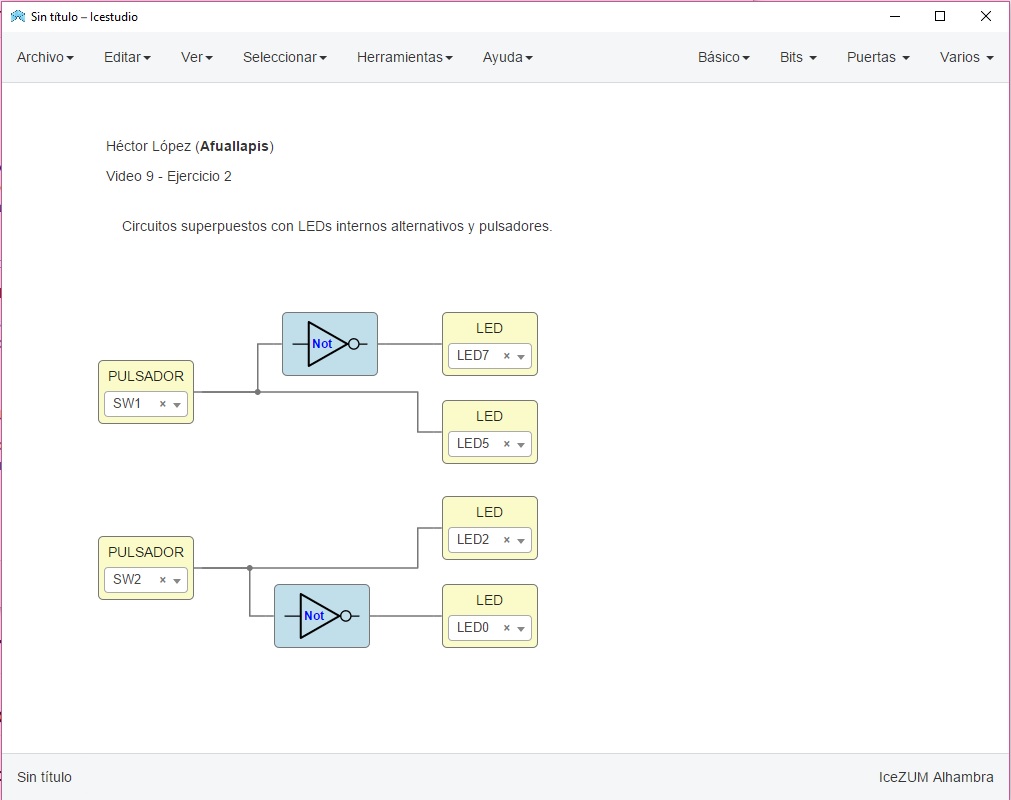 Sin título – Icestudio
Archivo Editar Ver Seleccionar Herramientas Ayuda Básico Bits Puertas Varios
Héctor López (Afuallapis)
Video 9 - Ejercicio 2
Circuitos superpuestos con LEDs internos alternativos y pulsadores.
Not
LED
LED7 ×
PULSADOR
SW1 ×
LED
LED5 ×
LED
LED2 ×
PULSADOR
SW2 ×
Not
LED
LED0 ×
Sin título IceZUM Alhambra